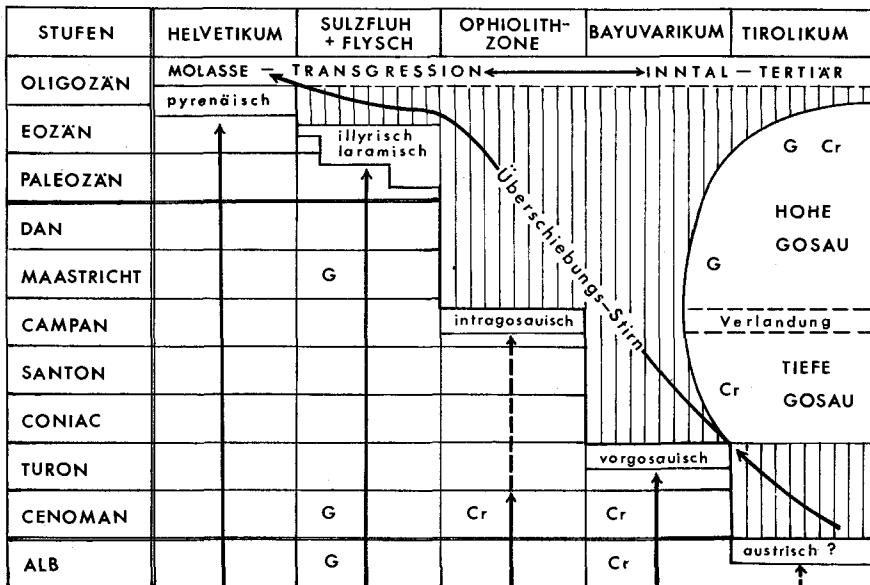 STUFEN HELVETIKUM SULZFLUH + FLYSCH OPHIOLITH-ZONE BAYUVARIKUM TIROLIKUM
OLIGOZÄN MOLASSE – TRANSGRESSION INNTAL – TERTIÄR
pyrenäisch
EOZÄN illyrisch G Cr
laramisch
PALEOZÄN
Überschiebungs-Stirn
HOHE
DAN
GOSAU
G
MAASTRICHT G
CAMPAN intragosauisch Verlandung
SANTON TIEFE
Cr
GOSAU
CONIAC
TURON vorgosauisch
CENOMAN G Cr Cr
ALB G Cr austrisch ?